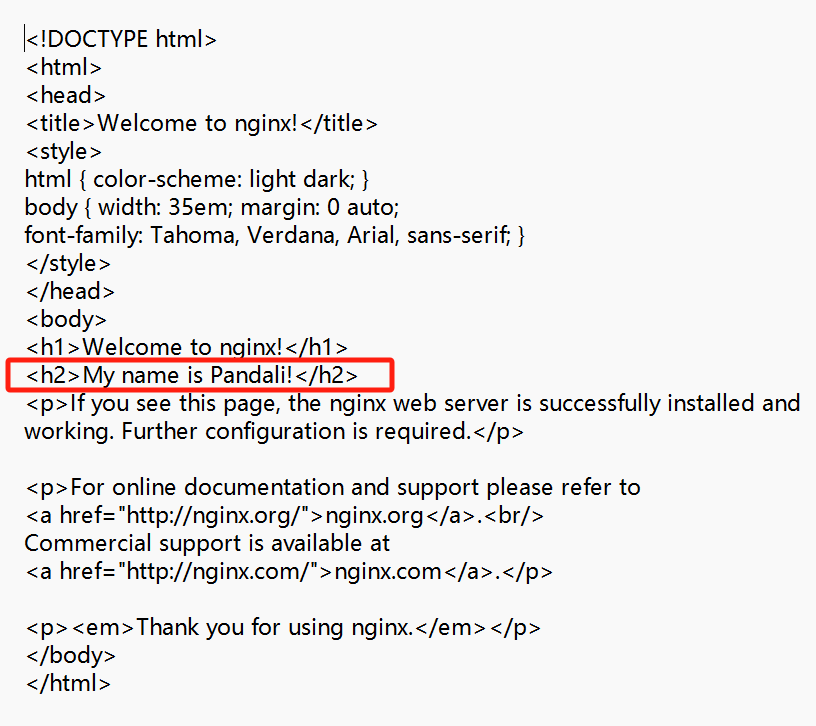 <!DOCTYPE html>
<html>
<head>
<title>Welcome to nginx!</title>
<style>
html { color-scheme: light dark; }
body { width: 35em; margin: 0 auto;
font-family: Tahoma, Verdana, Arial, sans-serif; }
</style>
</head>
<body>
<h1>Welcome to nginx!</h1>
<h2>My name is Pandali!</h2>
<p>If you see this page, the nginx web server is successfully installed and
working. Further configuration is required.</p>

<p>For online documentation and support please refer to
<a href="http://nginx.org/">nginx.org</a>.<br/>
Commercial support is available at
<a href="http://nginx.com/">nginx.com</a>.</p>

<p><em>Thank you for using nginx.</em></p>
</body>
</html>